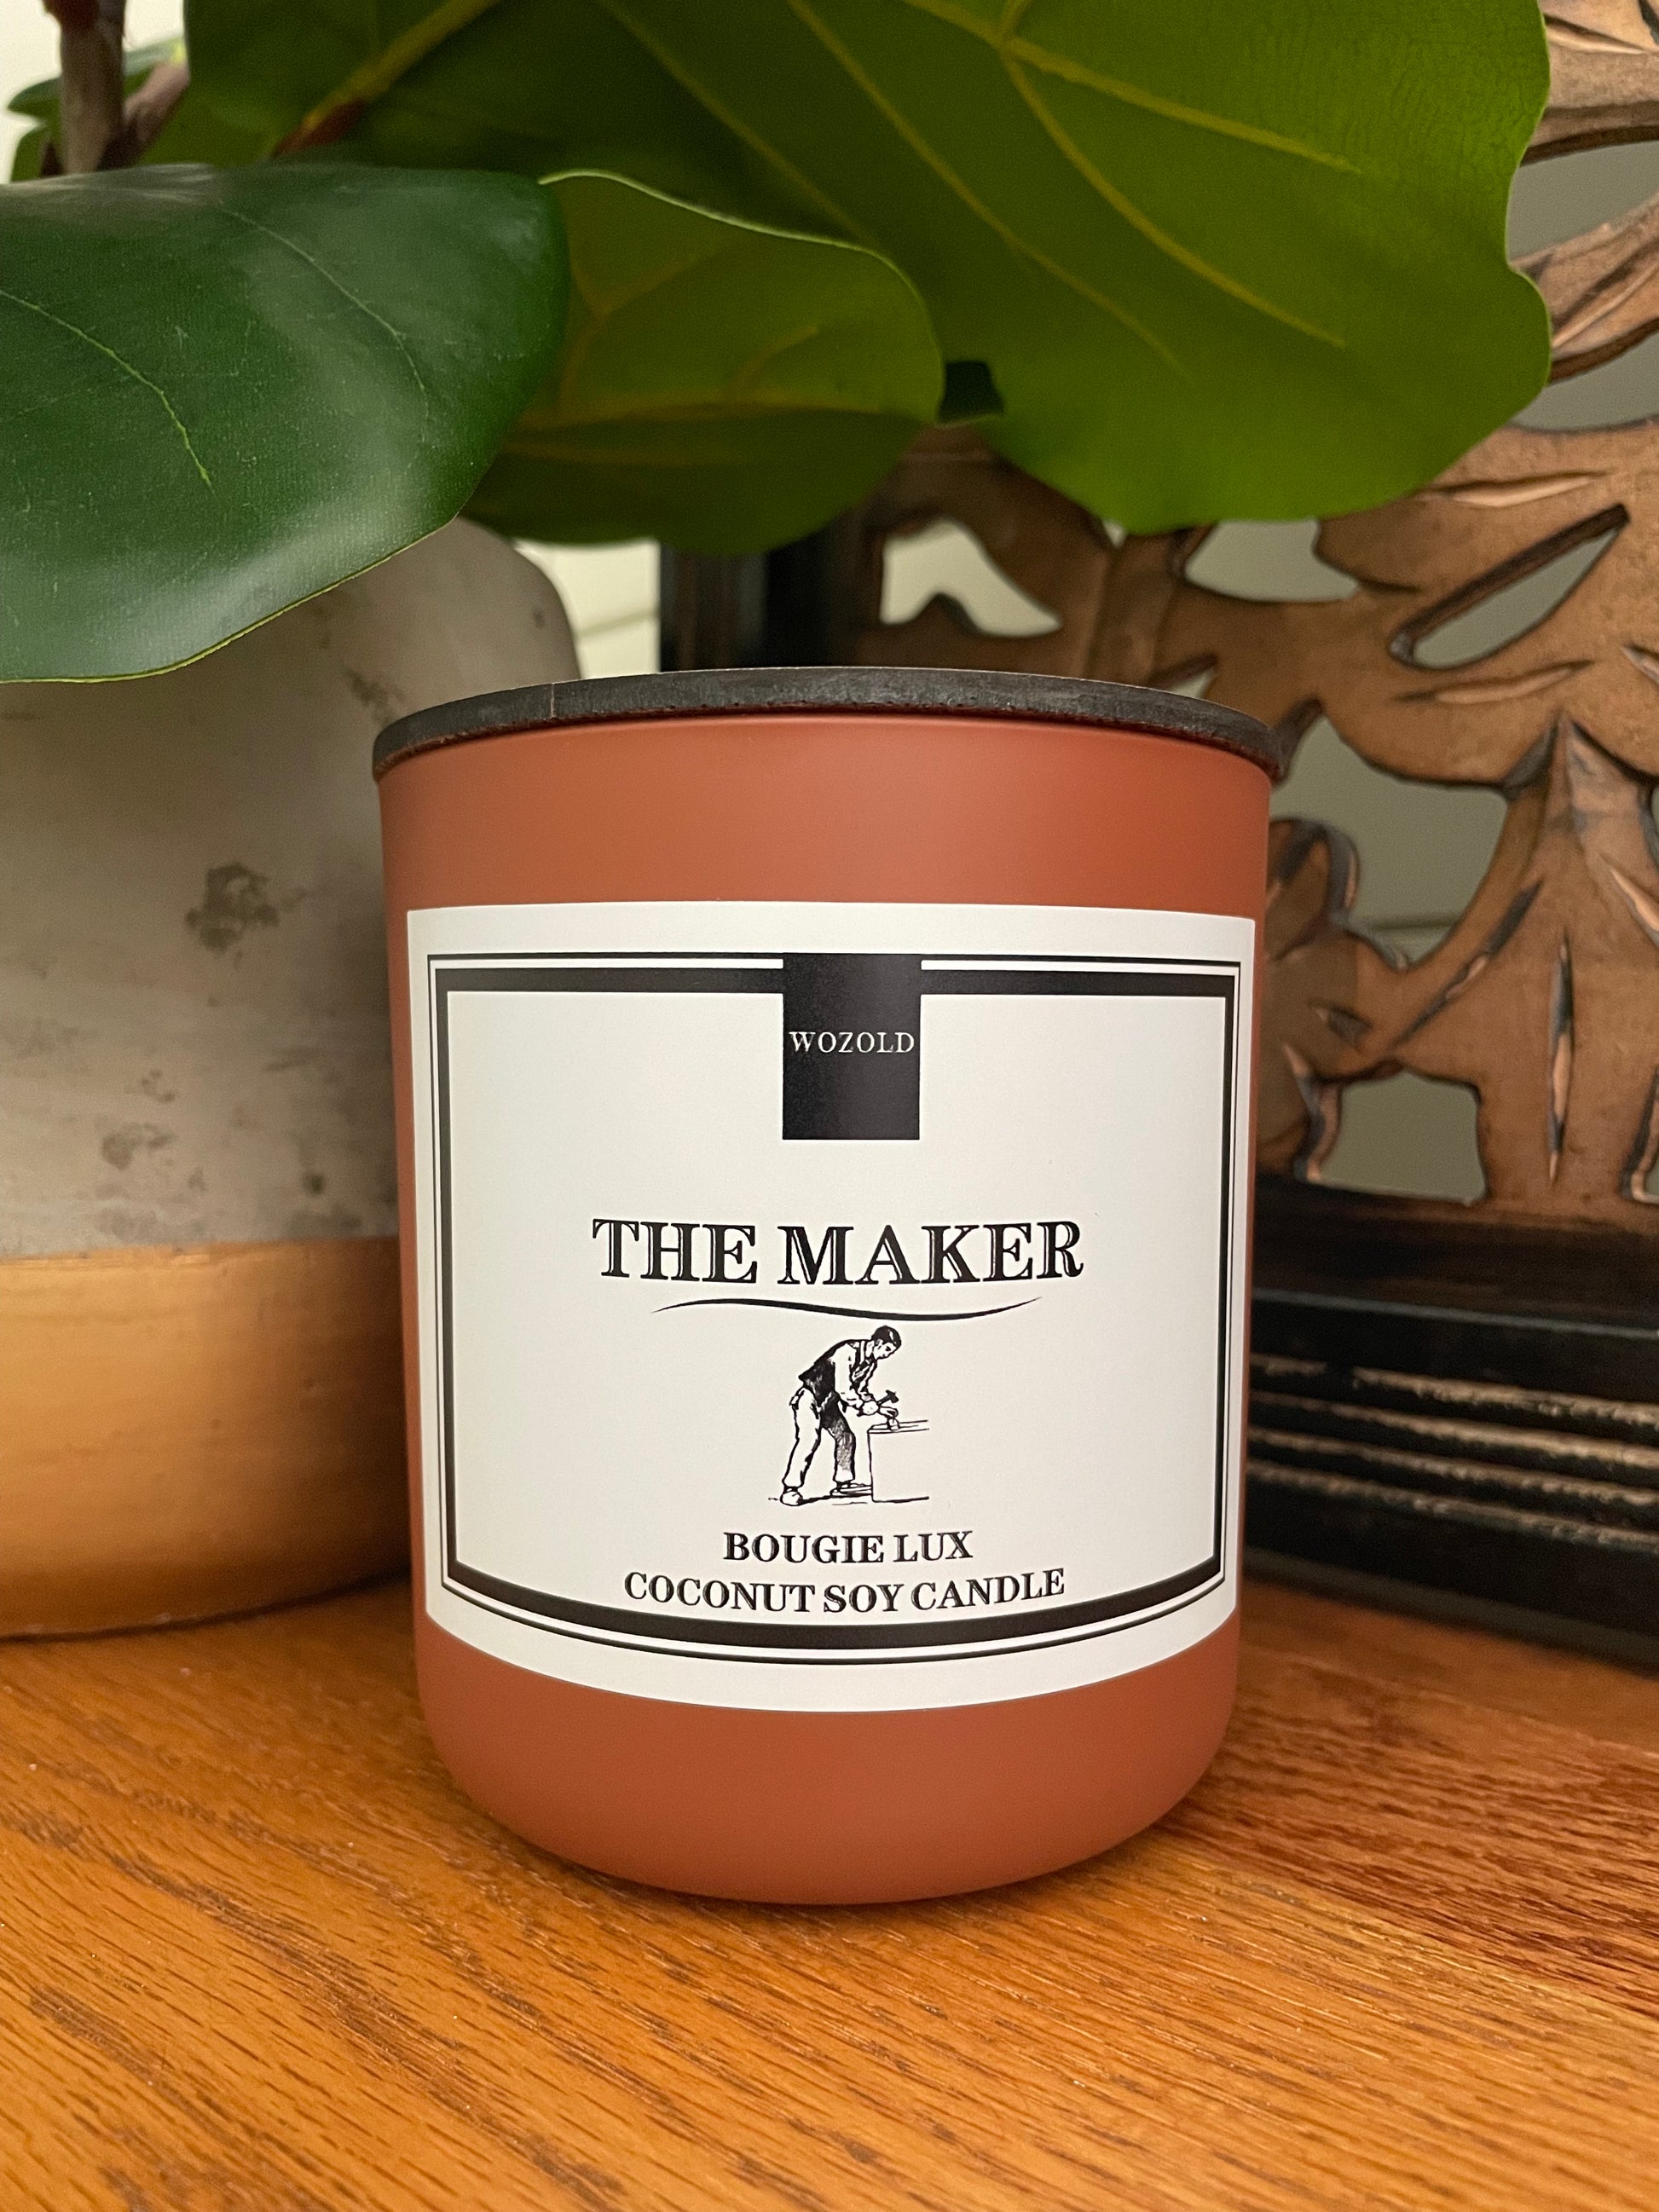 WOZOLD
THE MAKER
BOUGIE LUX
COCONUT SOY CANDLE